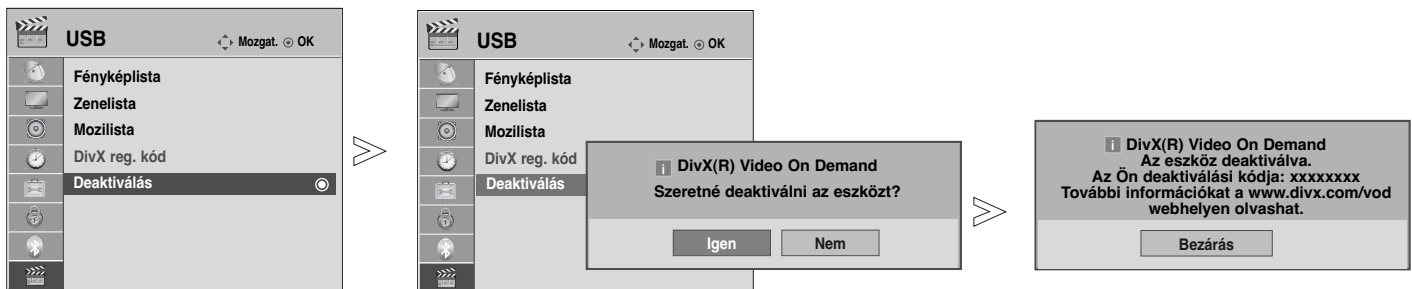 USB Mozgat. OK
Fényképlista
Zenelista
Mozilista
DivX reg. kód
Deaktiválás
USB Mozgat. OK
Fényképlista
Zenelista
Mozilista
DivX reg. kód
Deaktiválás
i DivX(R) Video On Demand
Szeretné deaktiválni az eszközt?
Igen Nem
i DivX(R) Video On Demand
Az eszköz deaktiválva.
Az Ön deaktiválási kódja: xxxxxxxx
További információkat a www.divx.com/vod
webhelyen olvashat.
Bezárás